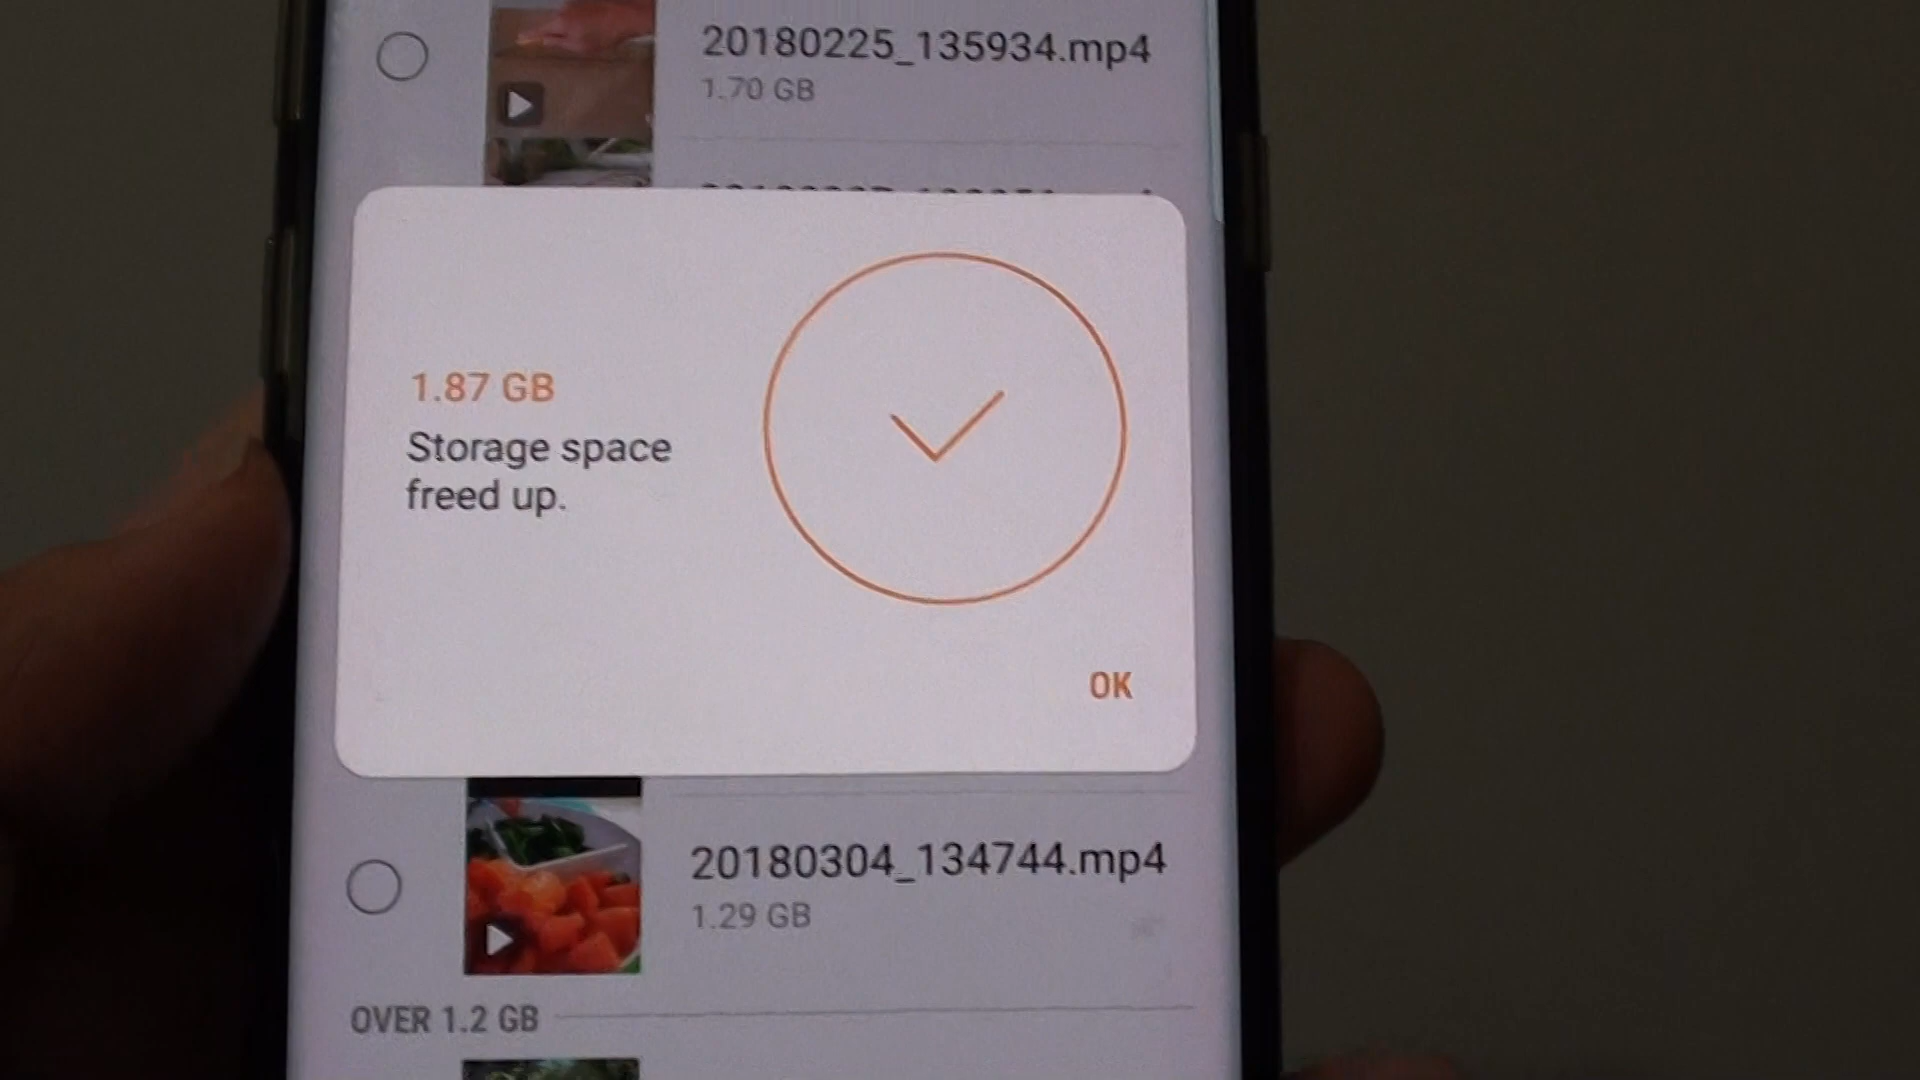 20180225_135934.mp4
1.70 GB
1.87 GB
Storage space
freed up.
OK
20180304_134744.mp4
1.29 GB
OVER 1.2 GB